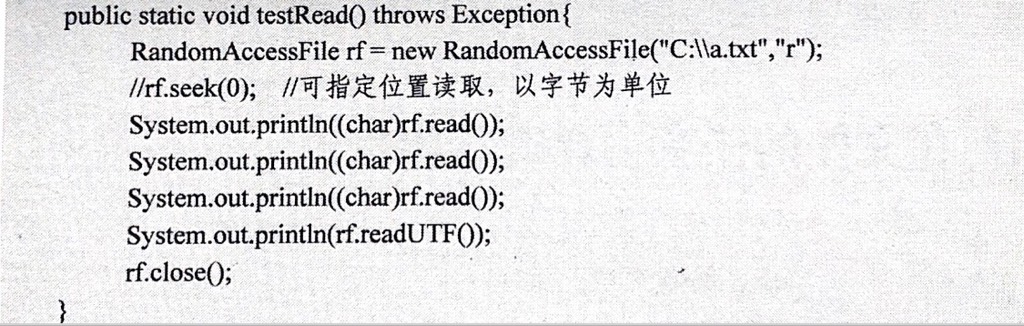 public static void testRead() throws Exception{
RandomAccessFile rf = new RandomAccessFile("C:\\a.txt","r");
//rf.seek(0); //可指定位置读取，以字节为单位
System.out.println((char)rf.read());
System.out.println((char)rf.read());
System.out.println((char)rf.read());
System.out.println(rf.readUTF());
rf.close();
}